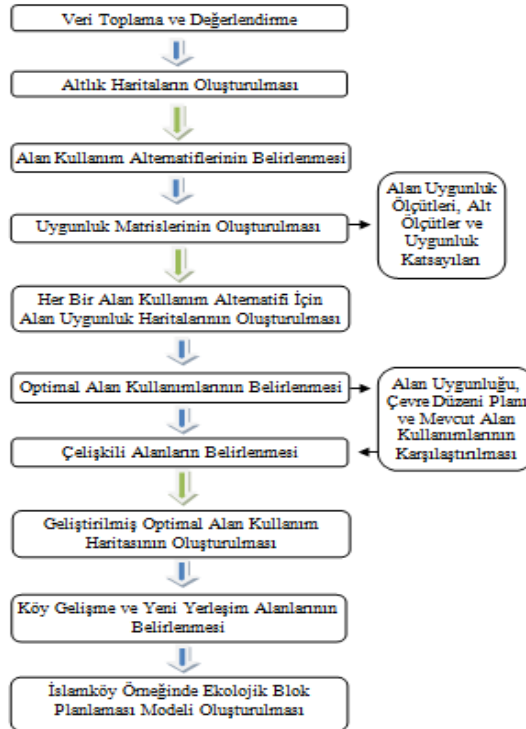 Veri Toplama ve Değerlendirme
Altlık Haritaların Oluşturulması
Alan Kullanım Alternatiflerinin Belirlenmesi
Uygunluk Matrislerinin Oluşturulması
Alan Uygunluk
Ölçütleri, Alt
Ölçütler ve
Uygunluk
Katsayıları
Her Bir Alan Kullanım Alternatifi İçin
Alan Uygunluk Haritalarının Oluşturulması
Optimal Alan Kullanımlarının Belirlenmesi
Alan Uygunluğu,
Çevre Düzeni Planı
ve Mevcut Alan
Kullanımlarının
Karşılaştırılması
Çelişkili Alanların Belirlenmesi
Geliştirilmiş Optimal Alan Kullanım
Haritasının Oluşturulması
Köy Gelişme ve Yeni Yerleşim Alanlarının
Belirlenmesi
İslamköy Örneğinde Ekolojik Blok
Planlaması Modeli Oluşturulması